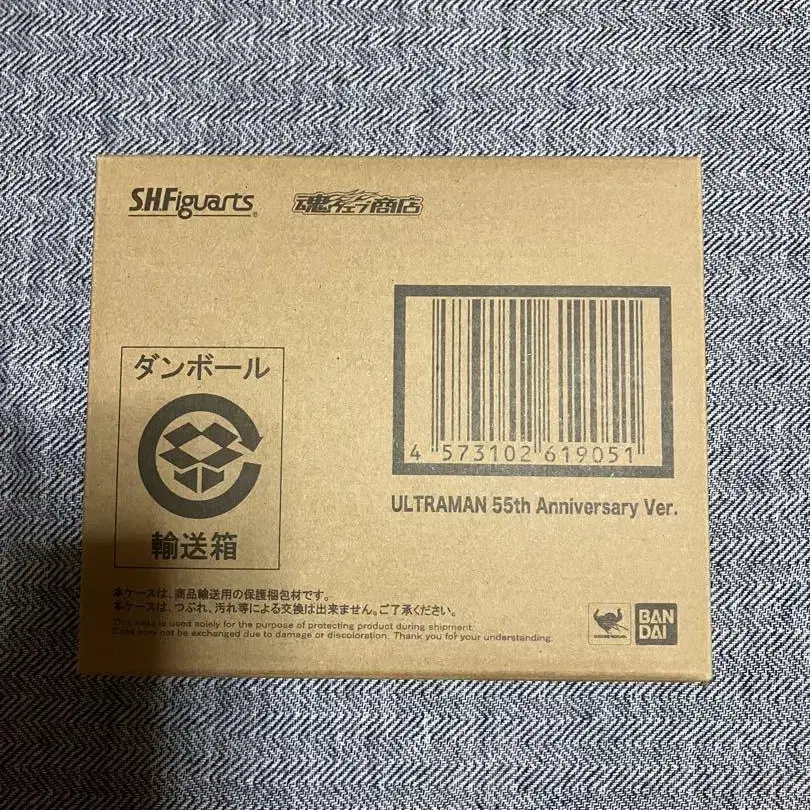 S.H.Figuarts
魂ウェブ商店
4 573102 619051
ULTRAMAN 55th Anniversary Ver.
ダンボール
輸送箱
本ケースは、商品輸送用の保護梱包材です。
本ケースは、つぶれ、汚れ等による交換は出来ません。ご了承ください。
This case is used solely for the purpose of protecting product during shipment.
Case may not be exchanged due to damage or discoloration. Thank you for your understanding.
BAN
DAI